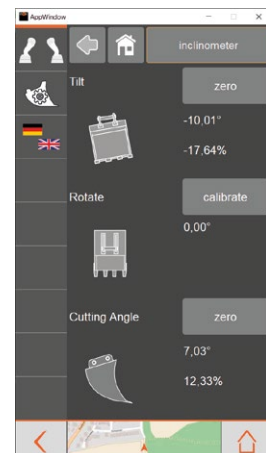 AppWindow
inclinometer
Tilt
zero
-10,01°
-17,64%
Rotate
calibrate
0,00°
Cutting Angle
zero
7,03°
12,33%